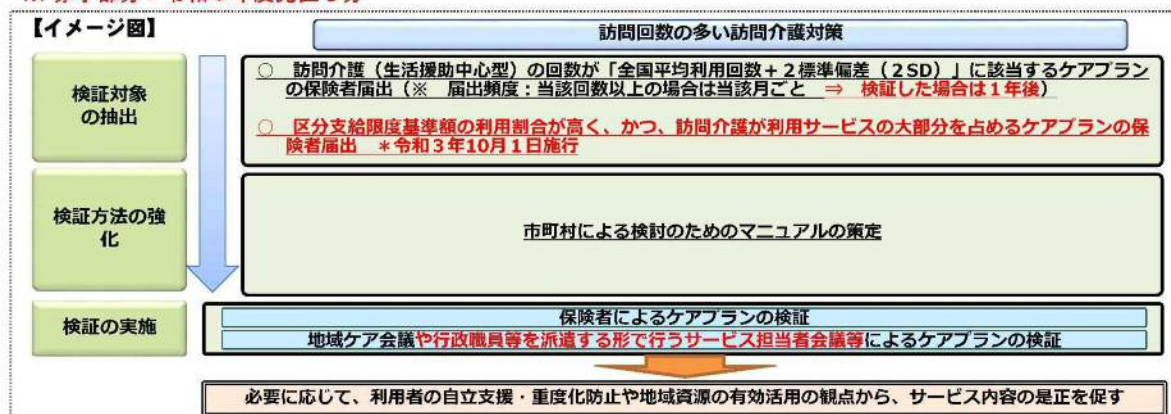 【イメージ図】
訪問回数の多い訪問介護対策
検証対象
の抽出
○ 訪問介護（生活援助中心型）の回数が「全国平均利用回数＋２標準偏差（２SD）」に該当するケアプラン
の保険者届出（※ 届出頻度：当該回数以上の場合は当該月ごと ⇒ 検証した場合は１年後）
○ 区分支給限度基準額の利用割合が高く、かつ、訪問介護が利用サービスの大部分を占めるケアプランの保
険者届出 ＊令和３年10月１日施行
検証方法の強
化
市町村による検討のためのマニュアルの策定
検証の実施
保険者によるケアプランの検証
地域ケア会議や行政職員等を派遣する形で行うサービス担当者会議等によるケアプランの検証
必要に応じて、利用者の自立支援・重度化防止や地域資源の有効活用の観点から、サービス内容の是正を促す